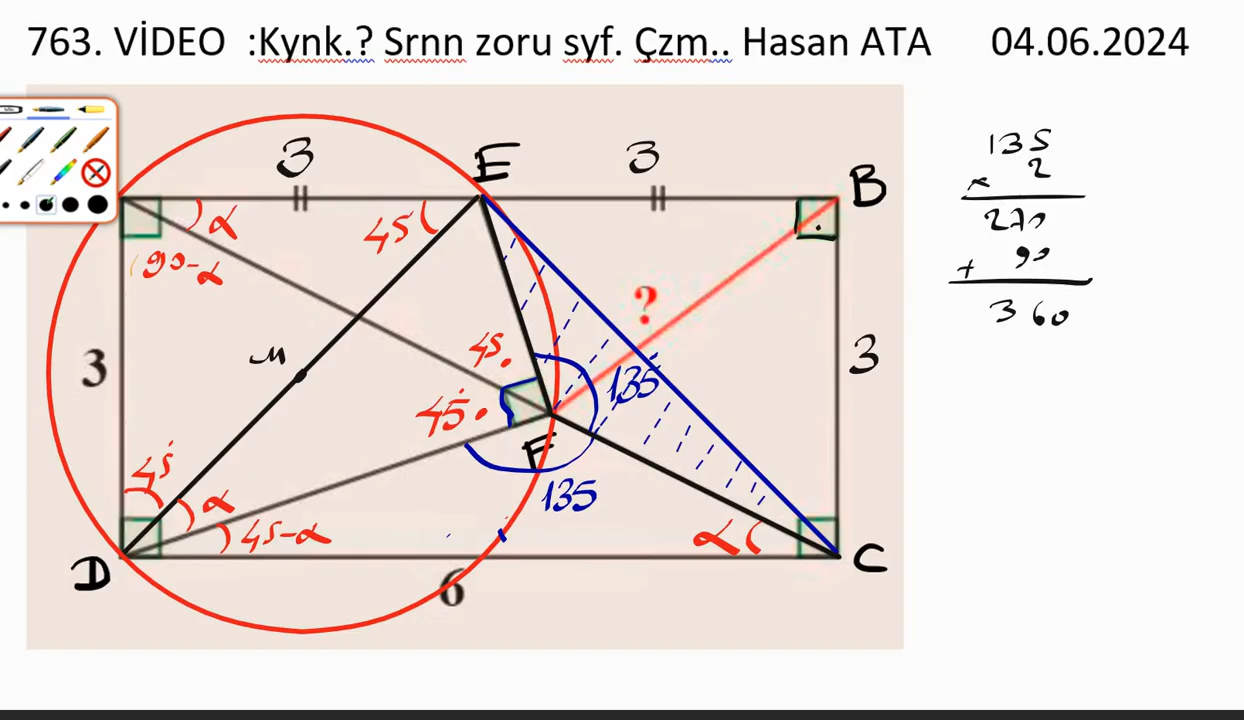 763. VİDEO :Kynk.? Srnn zoru syf. Çzm.. Hasan ATA 04.06.2024
3 E 3 B
α 45
90-α
135
× 2
270
+ 90
360
?
M
45
3 45 135 3
F
45 135
α
45-α α
D C
6